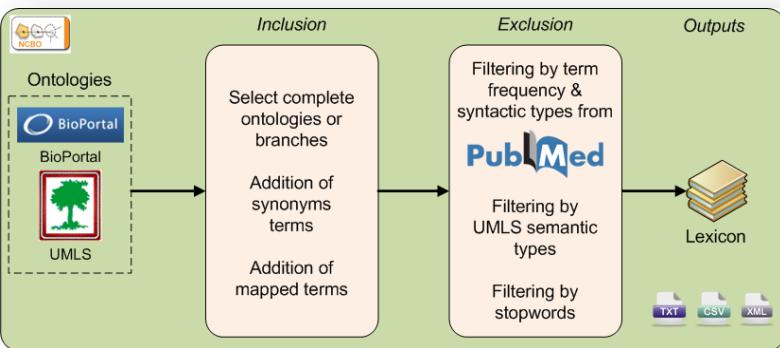 NCBO
Inclusion
Exclusion
Outputs
Ontologies
BioPortal
BioPortal
UMLS
Select complete
ontologies or
branches
Addition of
synonyms
terms
Addition of
mapped terms
Filtering by term
frequency &
syntactic types from
PubMed
Filtering by
UMLS semantic
types
Filtering by
stopwords
Lexicon
TXT
CSV
XML